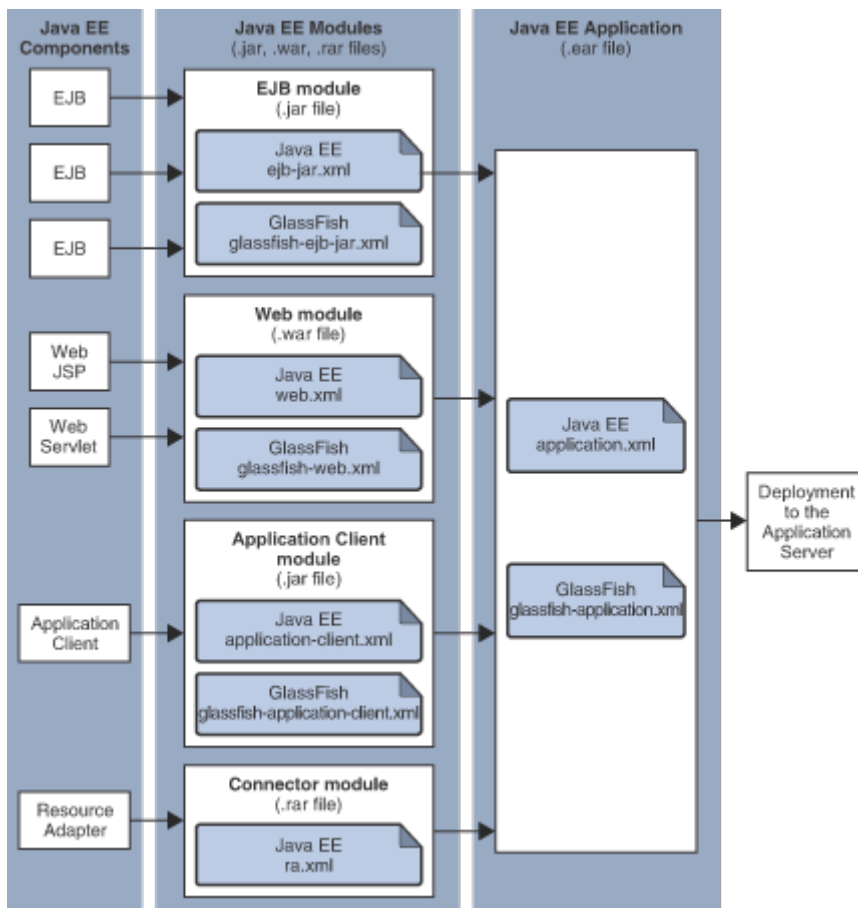 Java EE
Components
EJB
EJB
EJB
Web
JSP
Web
Servlet
Application
Client
Resource
Adapter
Java EE Modules
(.jar, .war, .rar files)
EJB module
(.jar file)
Java EE
ejb-jar.xml
GlassFish
glassfish-ejb-jar.xml
Web module
(.war file)
Java EE
web.xml
GlassFish
glassfish-web.xml
Application Client
module
(.jar file)
Java EE
application-client.xml
GlassFish
glassfish-application-client.xml
Connector module
(.rar file)
Java EE
ra.xml
Java EE Application
(.ear file)
Java EE
application.xml
GlassFish
glassfish-application.xml
Deployment
to the
Application
Server